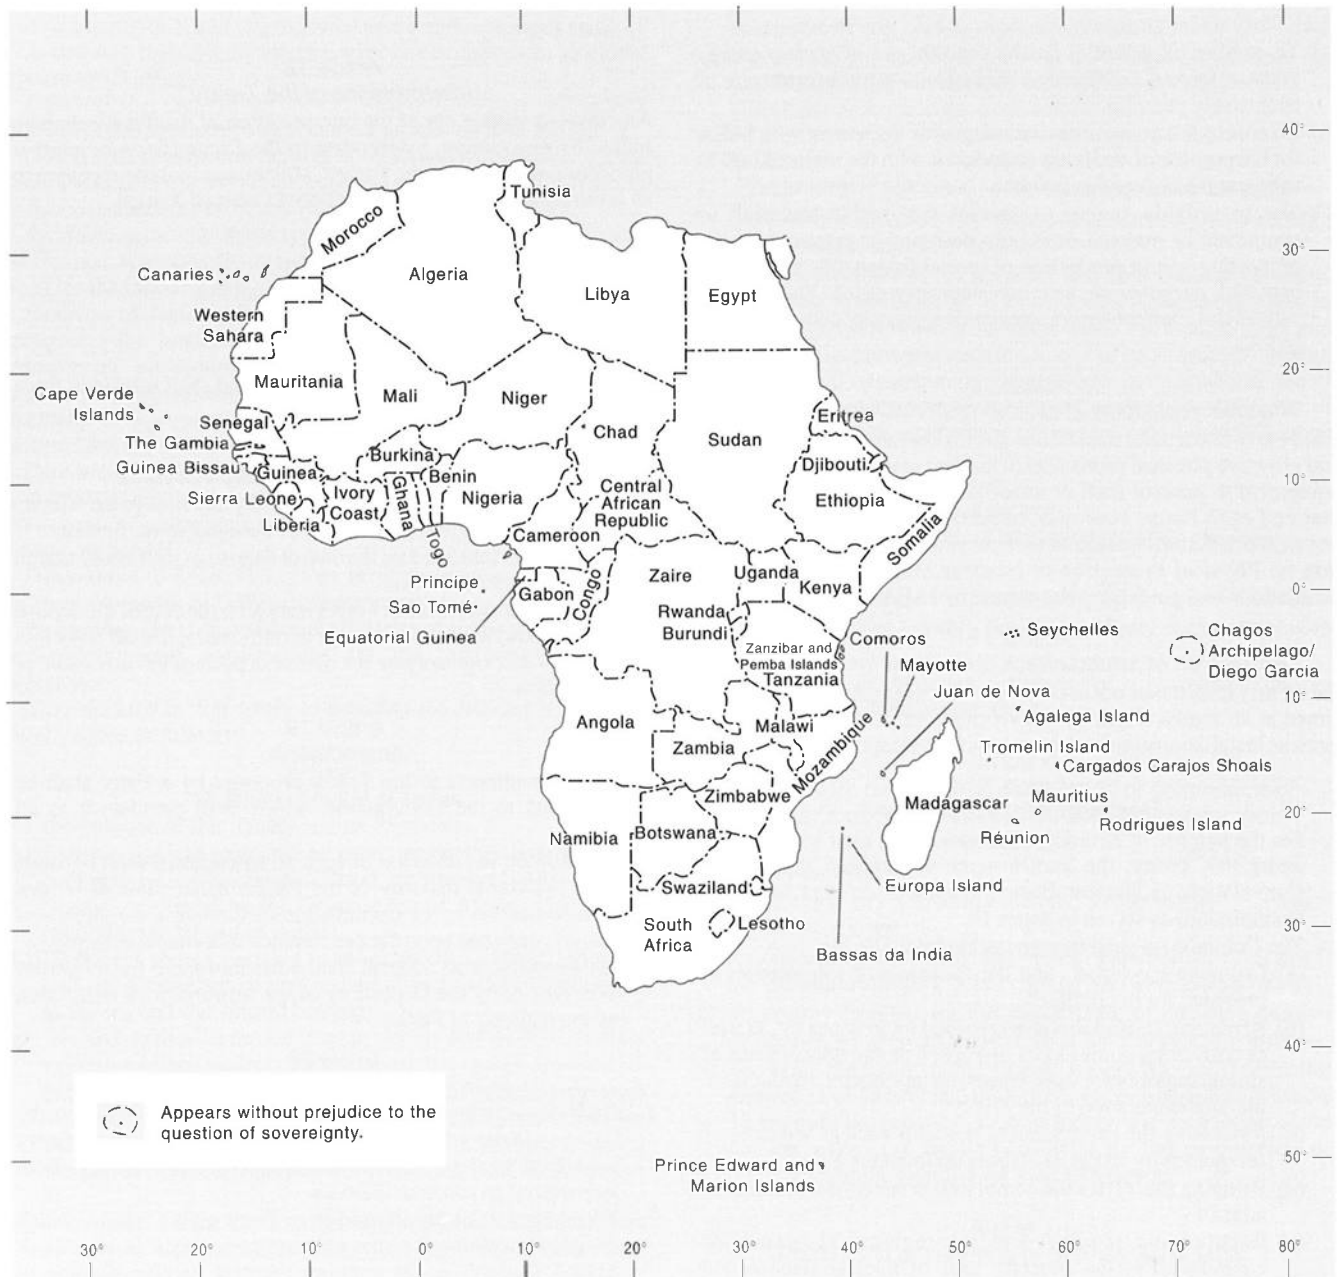 40°
Tunisia
Morocco
30°
Canaries
Algeria
Libya
Egypt
Western
Sahara
20°
Mauritania
Mali
Niger
Cape Verde
Islands
Chad
Eritrea
Senegal
Sudan
The Gambia
Burkina
Djibouti
Guinea Bissau
Guinea
Benin
10°
Sierra Leone
Ivory
Coast
Ghana
Nigeria
Central
African
Republic
Ethiopia
Liberia
Togo
Cameroon
Somalia
Principe
Gabon
Congo
Zaire
Uganda
Kenya
0°
Sao Tomé
Rwanda
Burundi
Equatorial Guinea
Zanzibar and
Pemba Islands
Tanzania
Comoros
Seychelles
Chagos
Archipelago/
Diego Garcia
Mayotte
Juan de Nova
10°
Angola
Malawi
Agalega Island
Zambia
Mozambique
Tromelin Island
Cargados Carajos Shoals
Zimbabwe
Madagascar
Mauritius
20°
Rodrigues Island
Namibia
Botswana
Réunion
Swaziland
Europa Island
South
Africa
Lesotho
30°
Bassas da India
40°
Appears without prejudice to the
question of sovereignty.
Prince Edward and
Marion Islands
50°
30° 20° 10° 0° 10° 20° 30° 40° 50° 60° 70° 80°